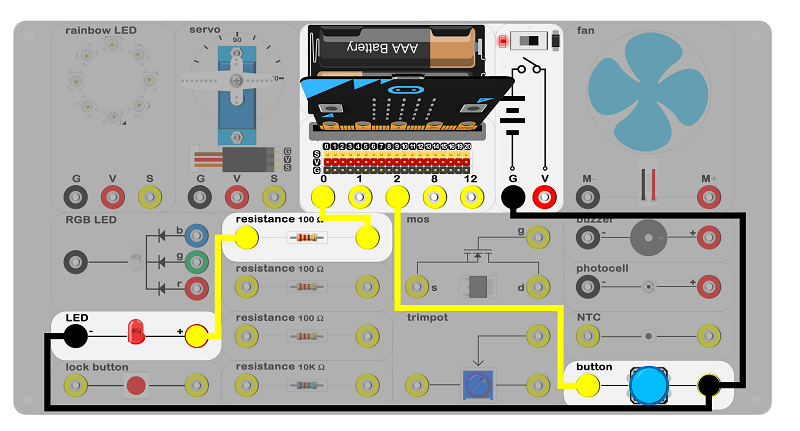 rainbow LED
servo
90
0
G V S
G V S
G
V
S
AAA Battery
0 1 2 3 4 5 6 7 8 9 10 11 12 13 14 15 16 19 20
S
V
G
0 1 2 8 12
G V
fan
M- M+
RGB LED
b
g
r
resistance 100 Ω
resistance 100 Ω
resistance 100 Ω
resistance 10K Ω
mos
g
s d
buzzer
- +
photocell
- +
LED
- +
trimpot
NTC
lock button
button